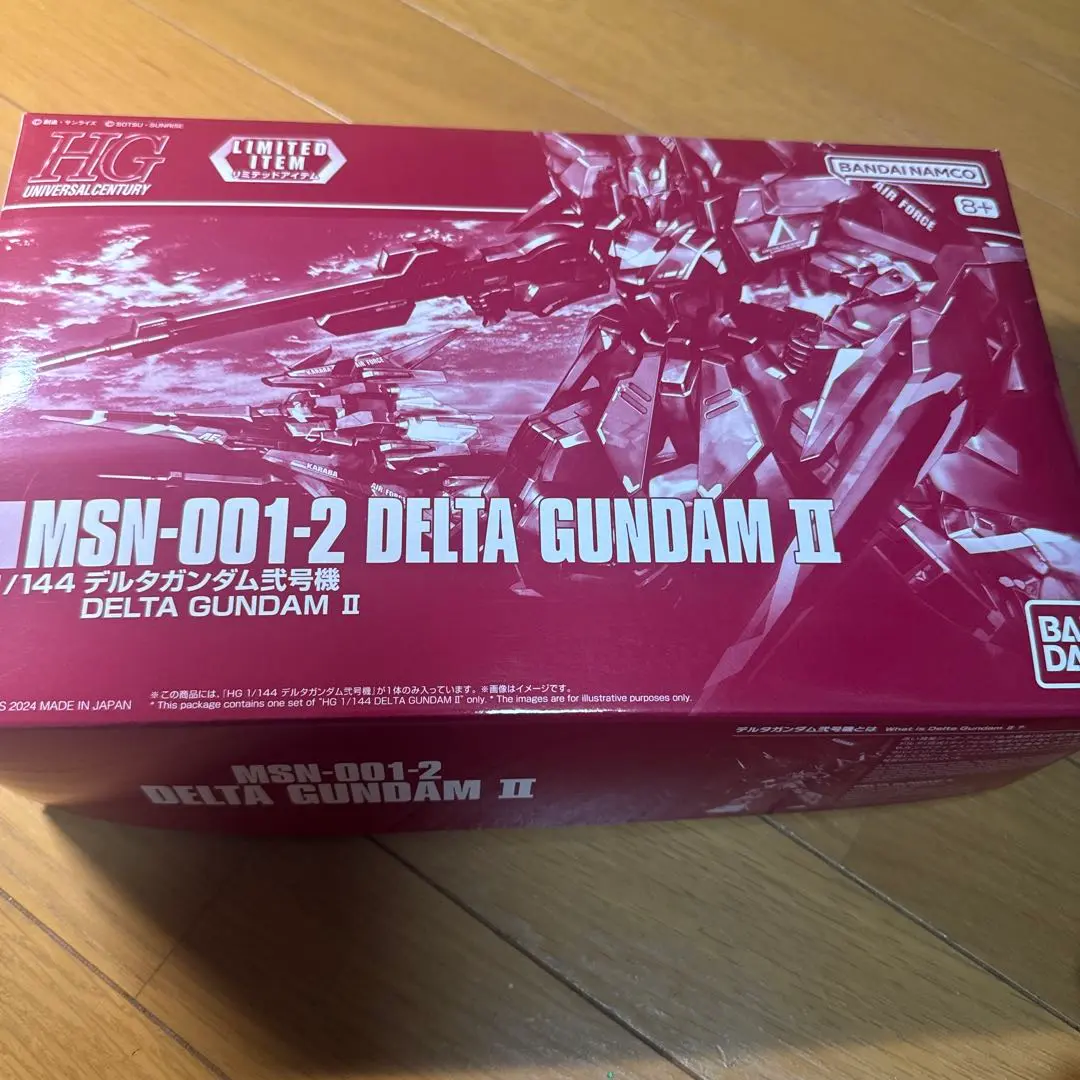 ©創通・サンライズ ©SOTSU・SUNRISE
HG
UNIVERSAL CENTURY
LIMITED
ITEM
リミテッドアイテム
BANDAI NAMCO
8+
AIR FORCE
KARABA AIR FORCE
KARABA
AIR FORCE
MSN-001-2 DELTA GUNDAM II
1/144 デルタガンダム弐号機
DELTA GUNDAM II
BA
DA
※この商品には、「HG 1/144 デルタガンダム弐号機」が1体のみ入っています。※画像はイメージです。
S 2024 MADE IN JAPAN * This package contains one set of "HG 1/144 DELTA GUNDAM II" only. * The images are for illustrative purposes only.
デルタガンダム弐号機とは What is Delta Gundam II ?
MSN-001-2
DELTA GUNDAM II